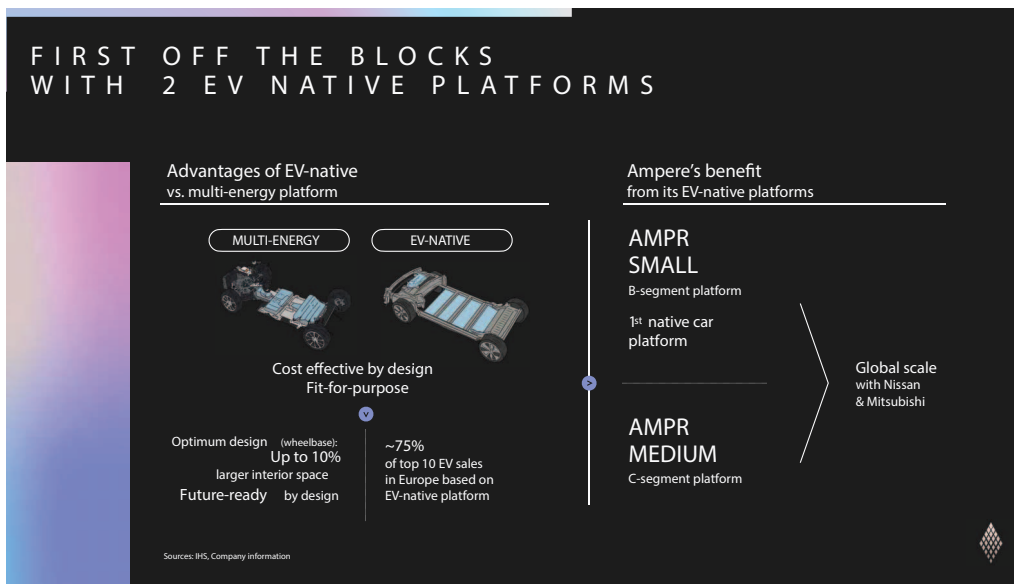 FIRST OFF THE BLOCKS
WITH 2 EV NATIVE PLATFORMS
Advantages of EV-native
vs. multi-energy platform
MULTI-ENERGY
EV-NATIVE
Cost effective by design
Fit-for-purpose
Optimum design (wheelbase):
Up to 10%
larger interior space
Future-ready by design
~75%
of top 10 EV sales
in Europe based on
EV-native platform
Ampere's benefit
from its EV-native platforms
AMPR
SMALL
B-segment platform
1st native car
platform
AMPR
MEDIUM
C-segment platform
Global scale
with Nissan
& Mitsubishi
Sources: IHS, Company information